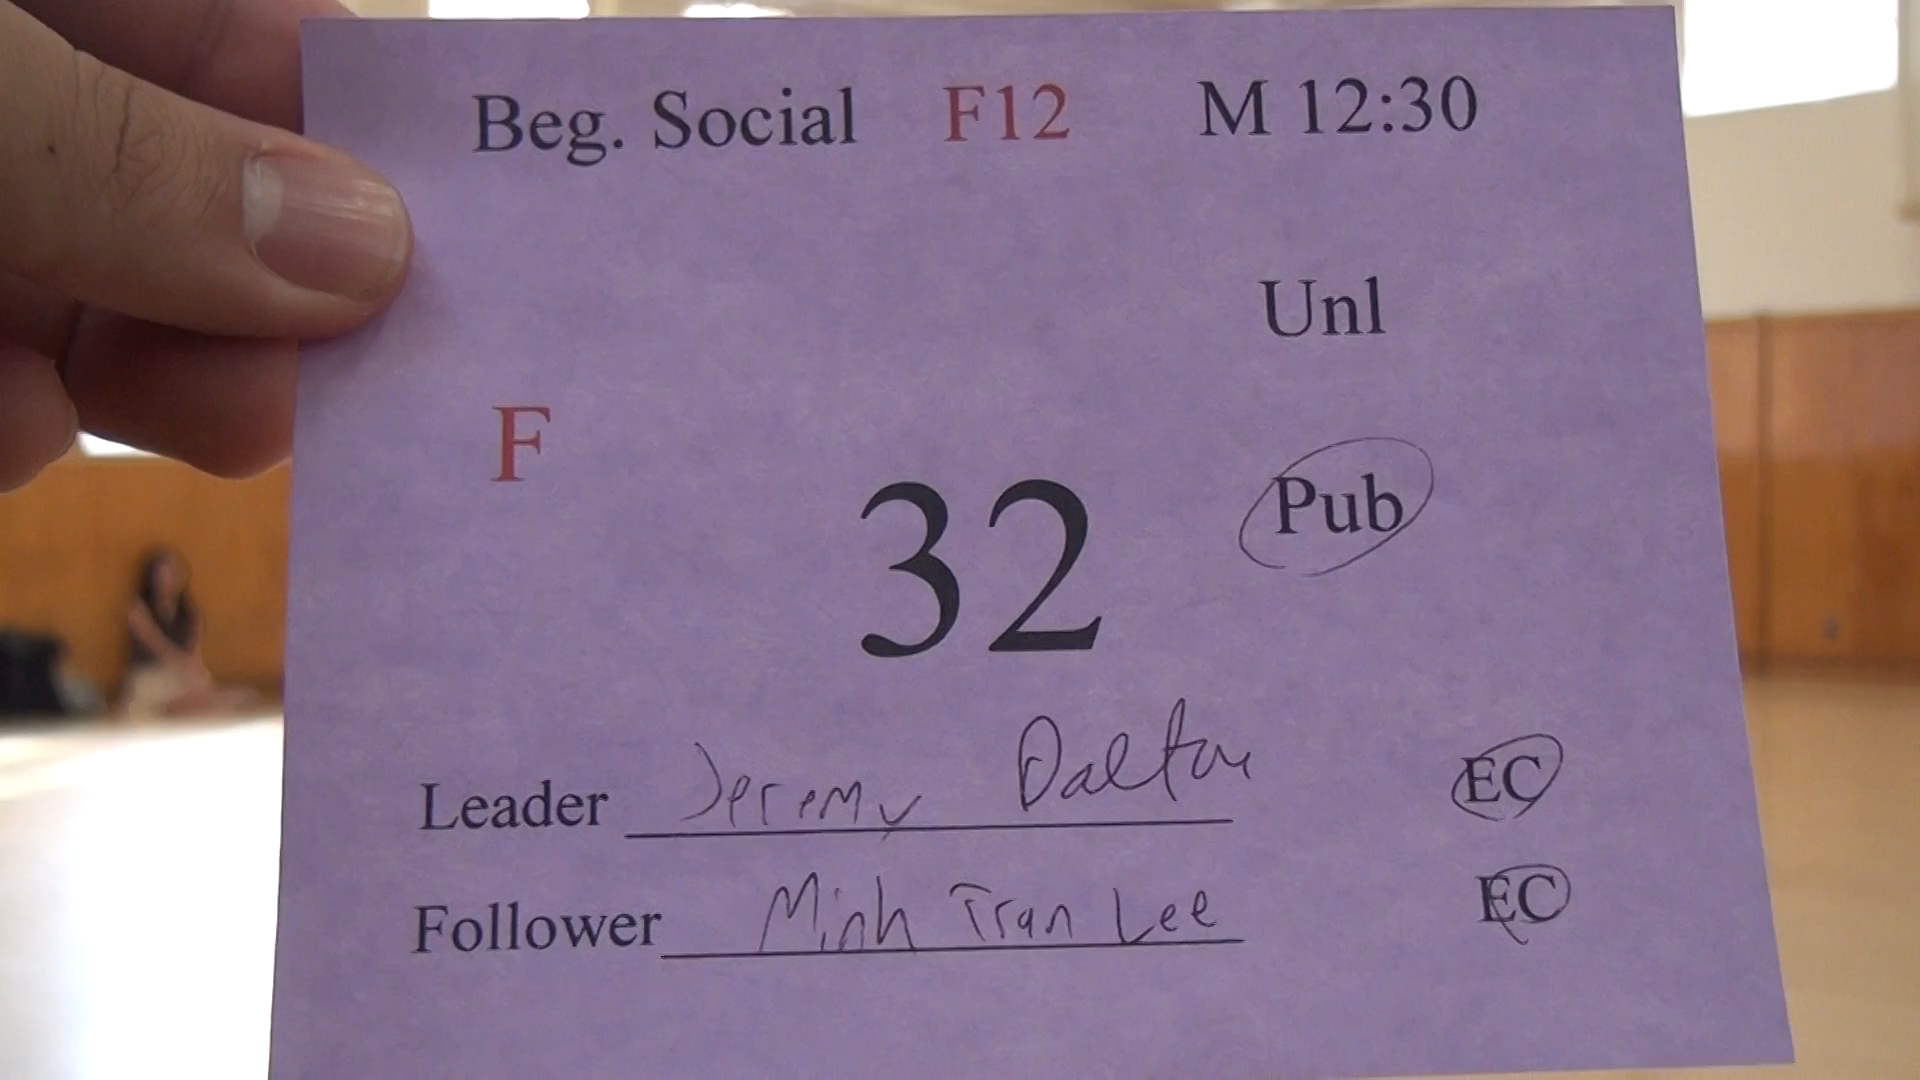 Beg. Social F12 M 12:30
Unl
F
32 Pub
Leader Jeremy Dalton EC
Follower Minh Tran Lee EC